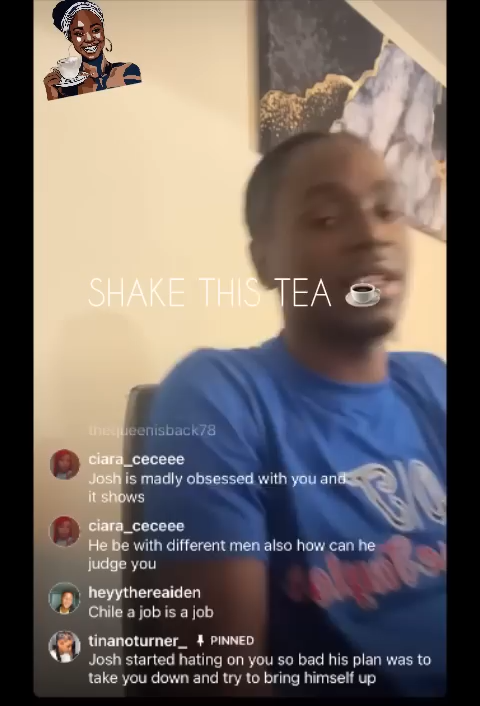 SHAKE THIS TEA
thequeenisback78
ciara_ceceee
Josh is madly obsessed with you and
it shows
ciara_ceceee
He be with different men also how can he
judge you
heyythereaiden
Chile a job is a job
tinanoturner_ PINNED
Josh started hating on you so bad his plan was to
take you down and try to bring himself up